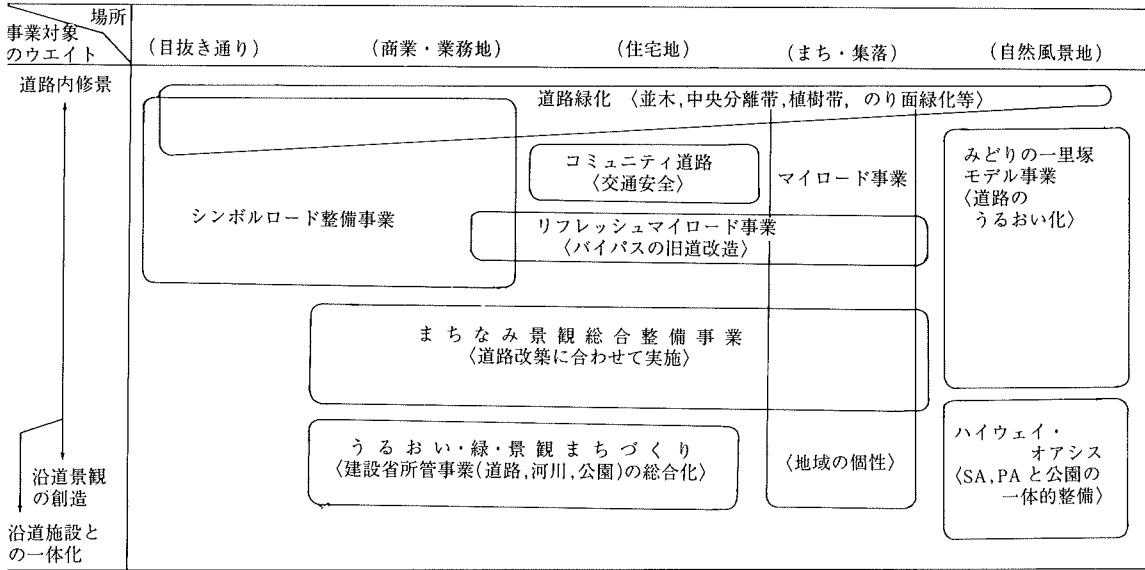 場所
事業対象
のウエイト
(目抜き通り)
(商業・業務地)
(住宅地)
(まち・集落)
(自然風景地)
道路内修景
道路緑化 〈並木,中央分離帯,植樹帯, のり面緑化等〉
コミュニティ道路
〈交通安全〉
マイロード事業
みどりの一里塚
モデル事業
〈道路の
うるおい化〉
シンボルロード整備事業
リフレッシュマイロード事業
〈バイパスの旧道改造〉
まちなみ景観総合整備事業
〈道路改築に合わせて実施〉
うるおい・緑・景観まちづくり
〈建設省所管事業(道路,河川,公園)の総合化〉
〈地域の個性〉
ハイウェイ・
オアシス
〈SA,PAと公園の
一体的整備〉
沿道景観
の創造
沿道施設と
の一体化